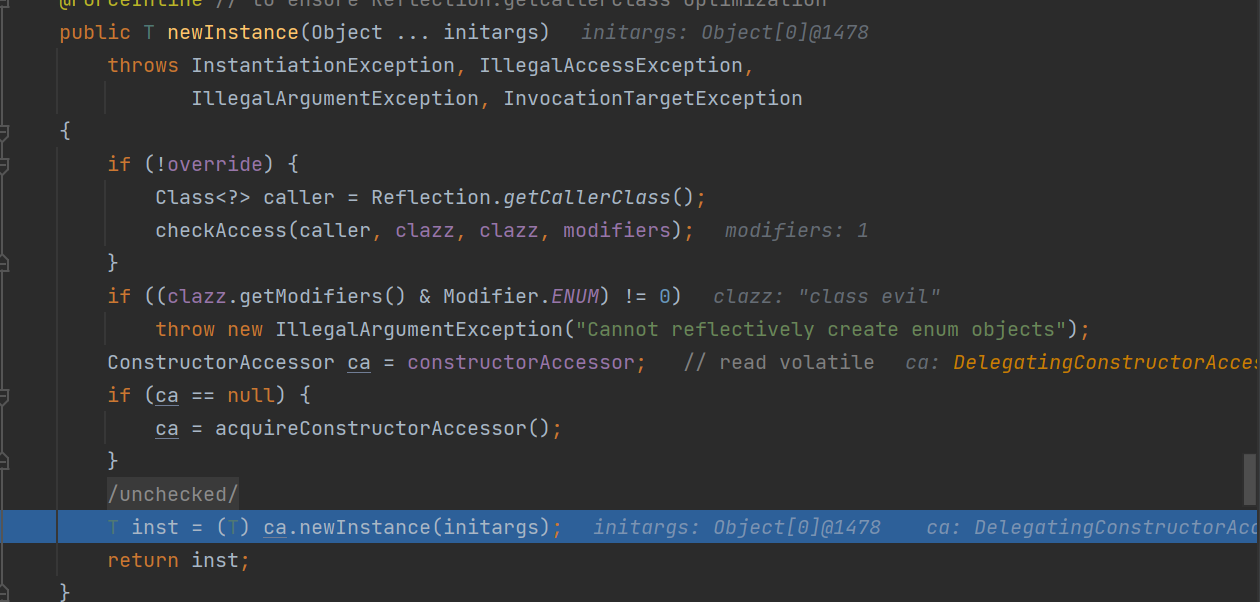 @ForceInline // to ensure Reflection.getCallerClass optimization
public T newInstance(Object ... initargs)   initargs: Object[0]@1478
    throws InstantiationException, IllegalAccessException,
           IllegalArgumentException, InvocationTargetException
{
    if (!override) {
        Class<?> caller = Reflection.getCallerClass();
        checkAccess(caller, clazz, clazz, modifiers);   modifiers: 1
    }
    if ((clazz.getModifiers() & Modifier.ENUM) != 0)   clazz: "class evil"
        throw new IllegalArgumentException("Cannot reflectively create enum objects");
    ConstructorAccessor ca = constructorAccessor;   // read volatile   ca: DelegatingConstructorAcces
    if (ca == null) {
        ca = acquireConstructorAccessor();
    }
    /unchecked/
    T inst = (T) ca.newInstance(initargs);   initargs: Object[0]@1478    ca: DelegatingConstructorAcc
    return inst;
}